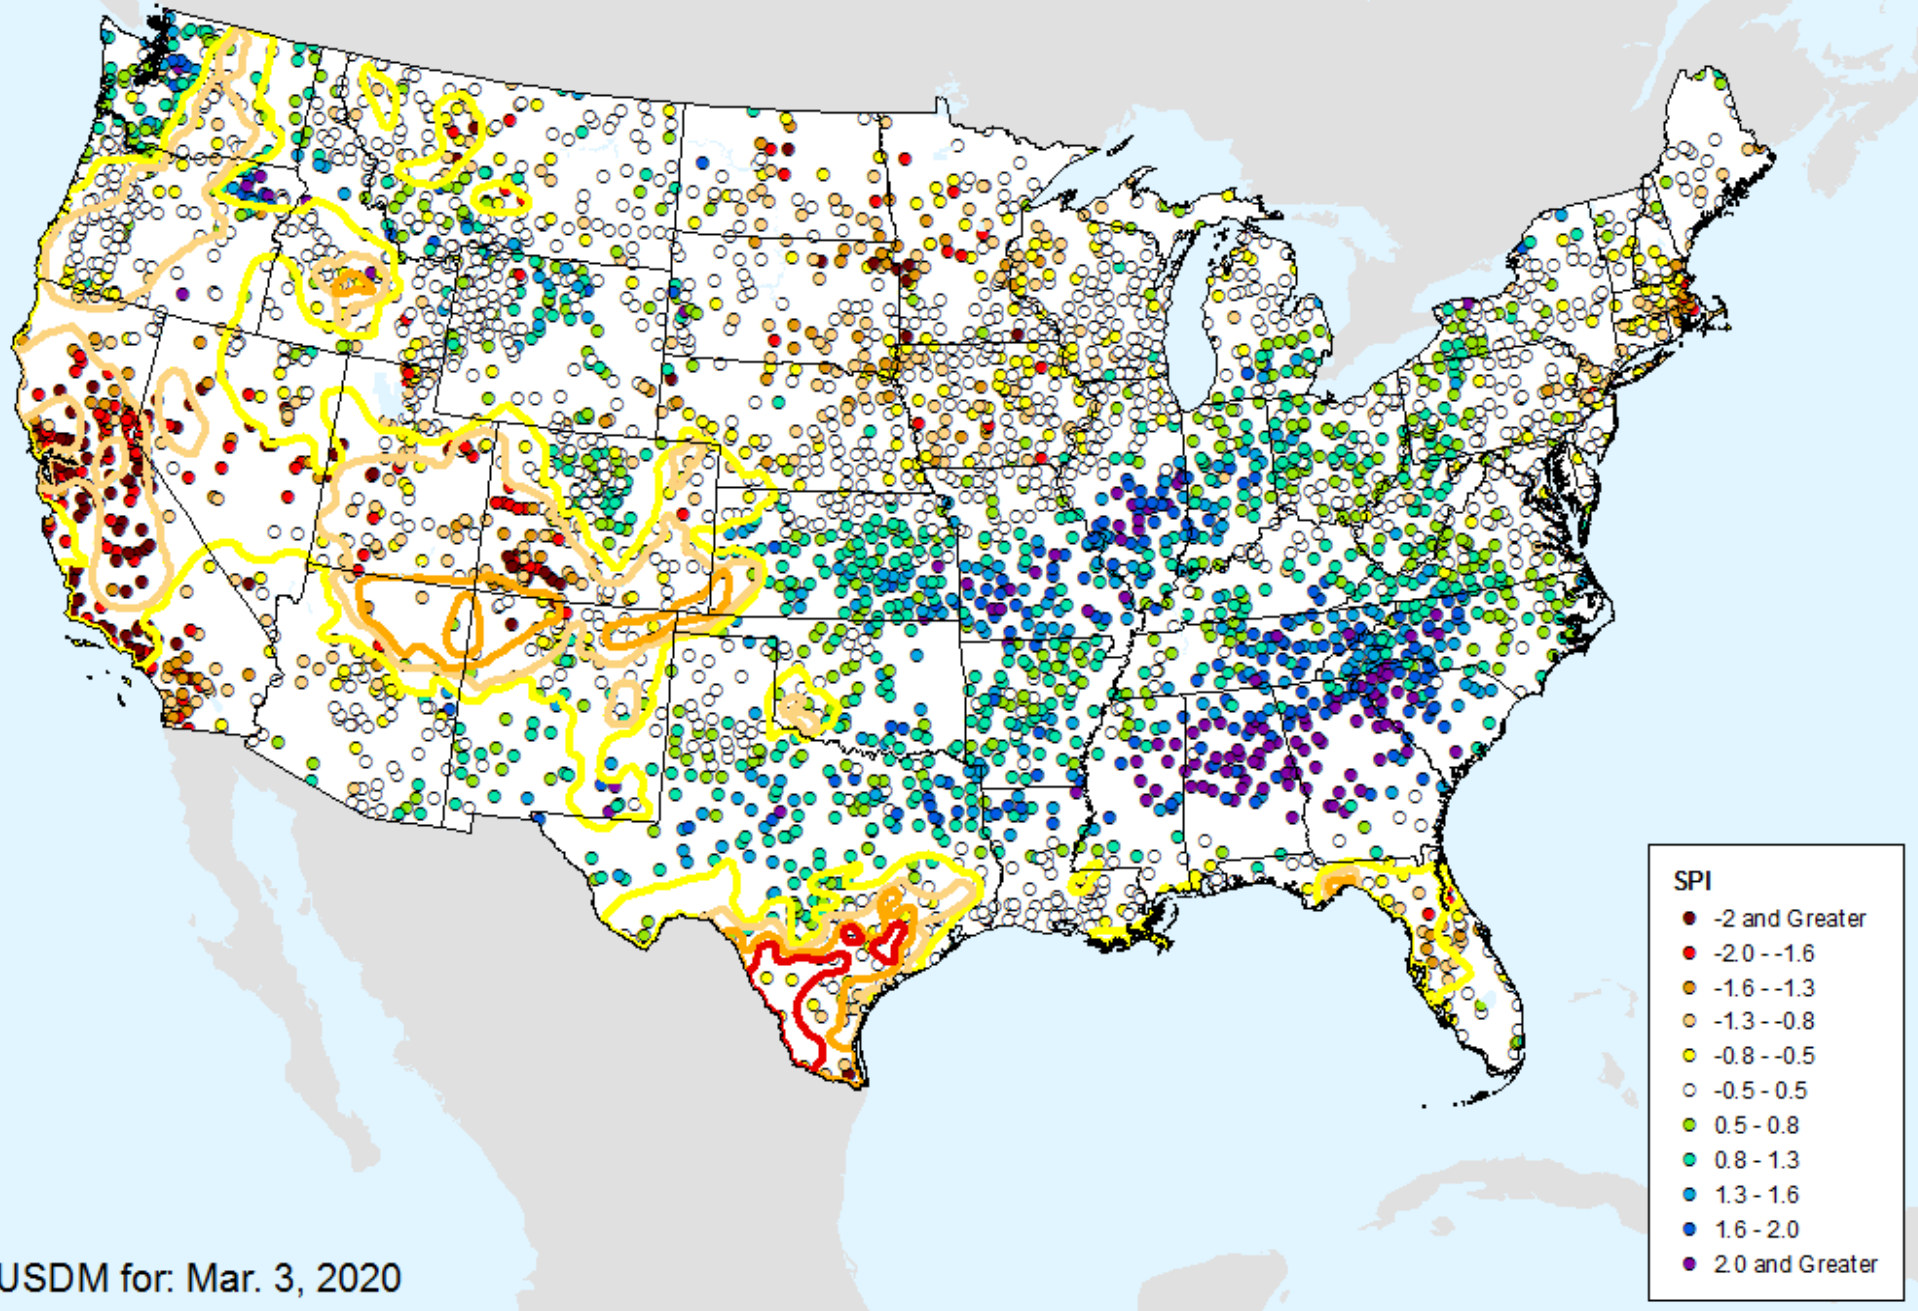 SPI
-2 and Greater
-2.0 - -1.6
-1.6 - -1.3
-1.3 - -0.8
-0.8 - -0.5
-0.5 - 0.5
0.5 - 0.8
0.8 - 1.3
1.3 - 1.6
1.6 - 2.0
2.0 and Greater
USDM for: Mar. 3, 2020